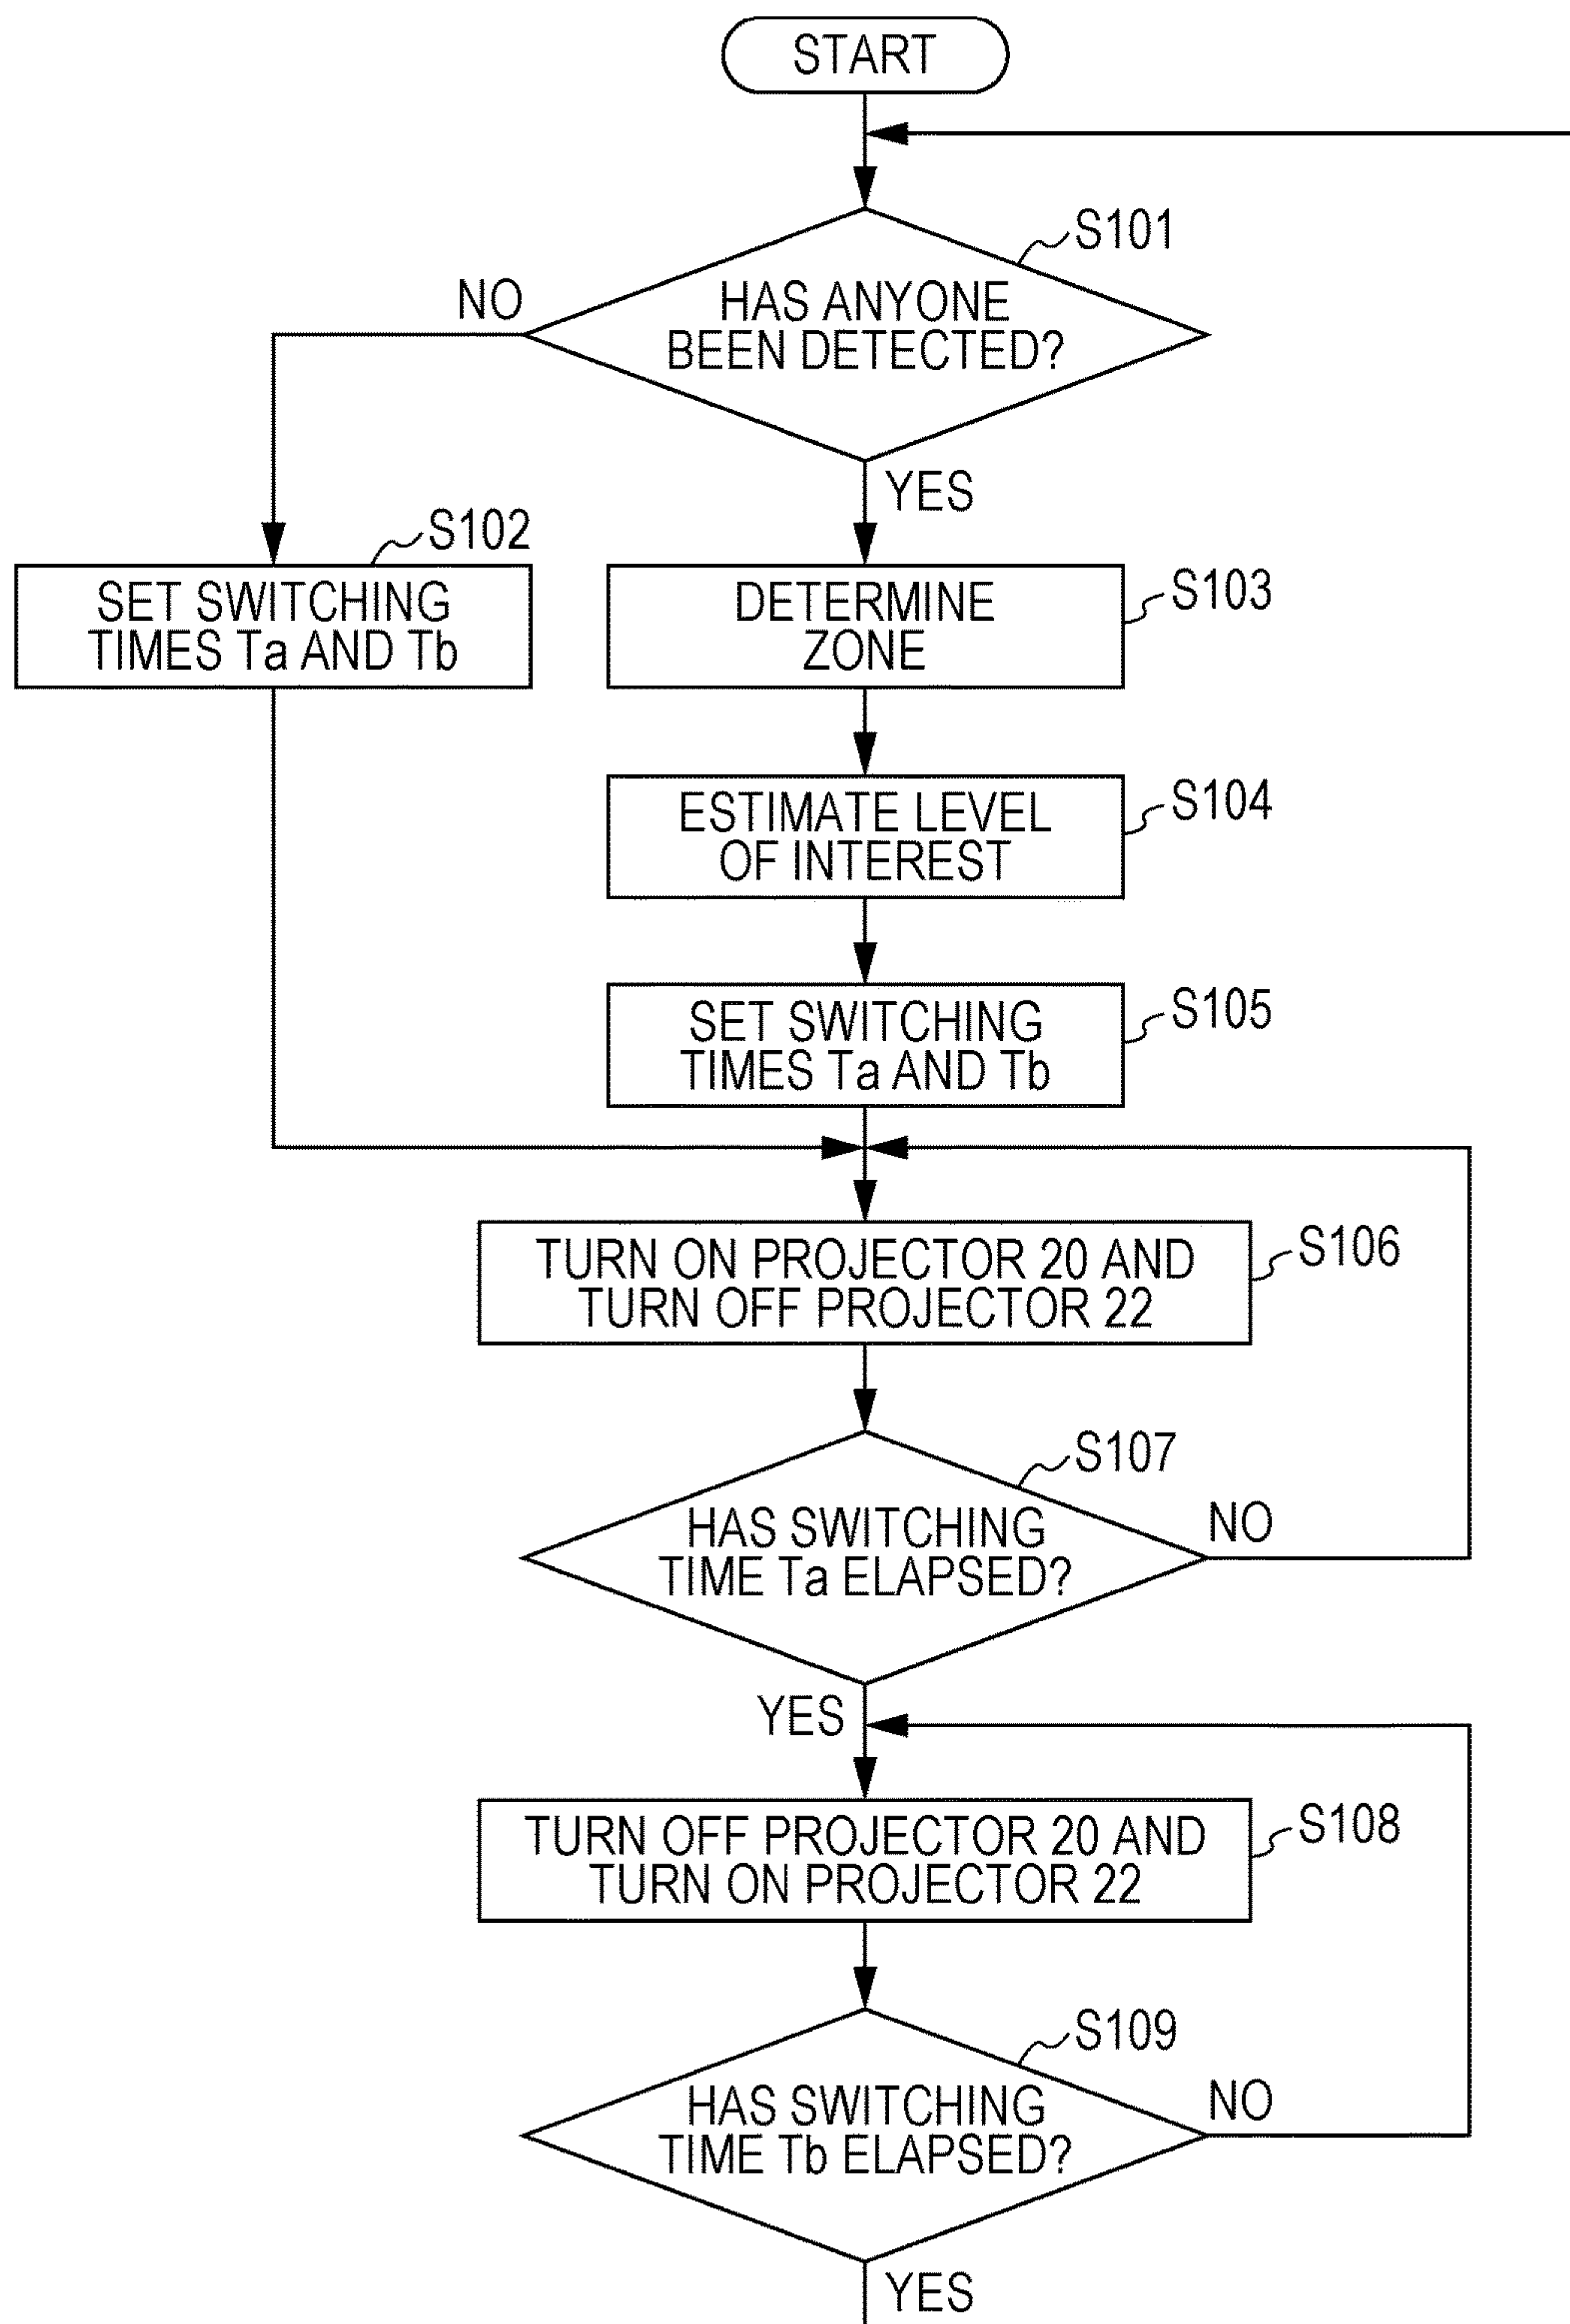 START
S101
NO
HAS ANYONE
BEEN DETECTED?
YES
S102
SET SWITCHING
TIMES Ta AND Tb
S103
DETERMINE
ZONE
S104
ESTIMATE LEVEL
OF INTEREST
S105
SET SWITCHING
TIMES Ta AND Tb
S106
TURN ON PROJECTOR 20 AND
TURN OFF PROJECTOR 22
S107
HAS SWITCHING
TIME Ta ELAPSED?
NO
YES
S108
TURN OFF PROJECTOR 20 AND
TURN ON PROJECTOR 22
S109
HAS SWITCHING
TIME Tb ELAPSED?
NO
YES